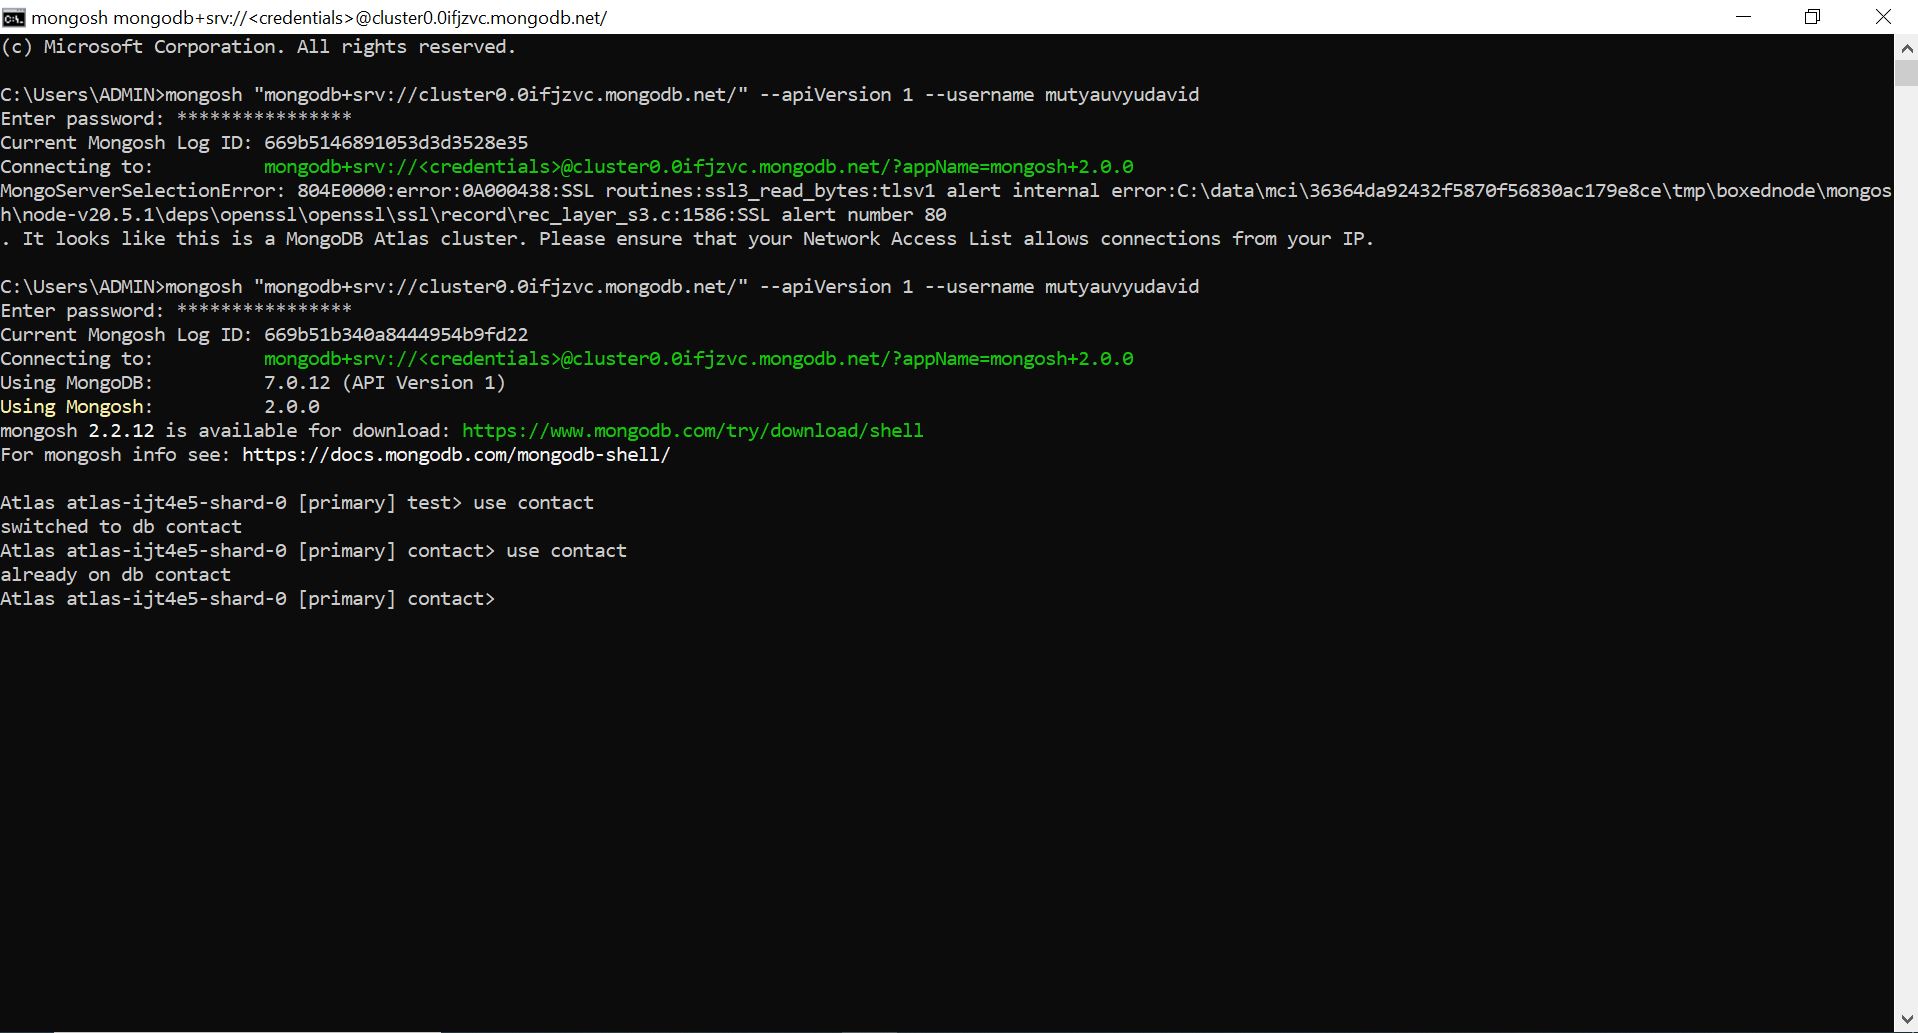 mongosh mongodb+srv://<credentials>@cluster0.0ifjzvc.mongodb.net/
(c) Microsoft Corporation. All rights reserved.
C:\Users\ADMIN>mongosh "mongodb+srv://cluster0.0ifjzvc.mongodb.net/" --apiVersion 1 --username mutyauvyudavid
Enter password: ****************
Current Mongosh Log ID: 669b5146891053d3d3528e35
Connecting to:          mongodb+srv://<credentials>@cluster0.0ifjzvc.mongodb.net/?appName=mongosh+2.0.0
MongoServerSelectionError: 804E0000:error:0A000438:SSL routines:ssl3_read_bytes:tlsv1 alert internal error:C:\data\mci\36364da92432f5870f56830ac179e8ce\tmp\boxednode\mongos
h\node-v20.5.1\deps\openssl\openssl\ssl\record\rec_layer_s3.c:1586:SSL alert number 80
. It looks like this is a MongoDB Atlas cluster. Please ensure that your Network Access List allows connections from your IP.
C:\Users\ADMIN>mongosh "mongodb+srv://cluster0.0ifjzvc.mongodb.net/" --apiVersion 1 --username mutyauvyudavid
Enter password: ****************
Current Mongosh Log ID: 669b51b340a8444954b9fd22
Connecting to:          mongodb+srv://<credentials>@cluster0.0ifjzvc.mongodb.net/?appName=mongosh+2.0.0
Using MongoDB:          7.0.12 (API Version 1)
Using Mongosh:          2.0.0
mongosh 2.2.12 is available for download: https://www.mongodb.com/try/download/shell
For mongosh info see: https://docs.mongodb.com/mongodb-shell/
Atlas atlas-ijt4e5-shard-0 [primary] test> use contact
switched to db contact
Atlas atlas-ijt4e5-shard-0 [primary] contact> use contact
already on db contact
Atlas atlas-ijt4e5-shard-0 [primary] contact>